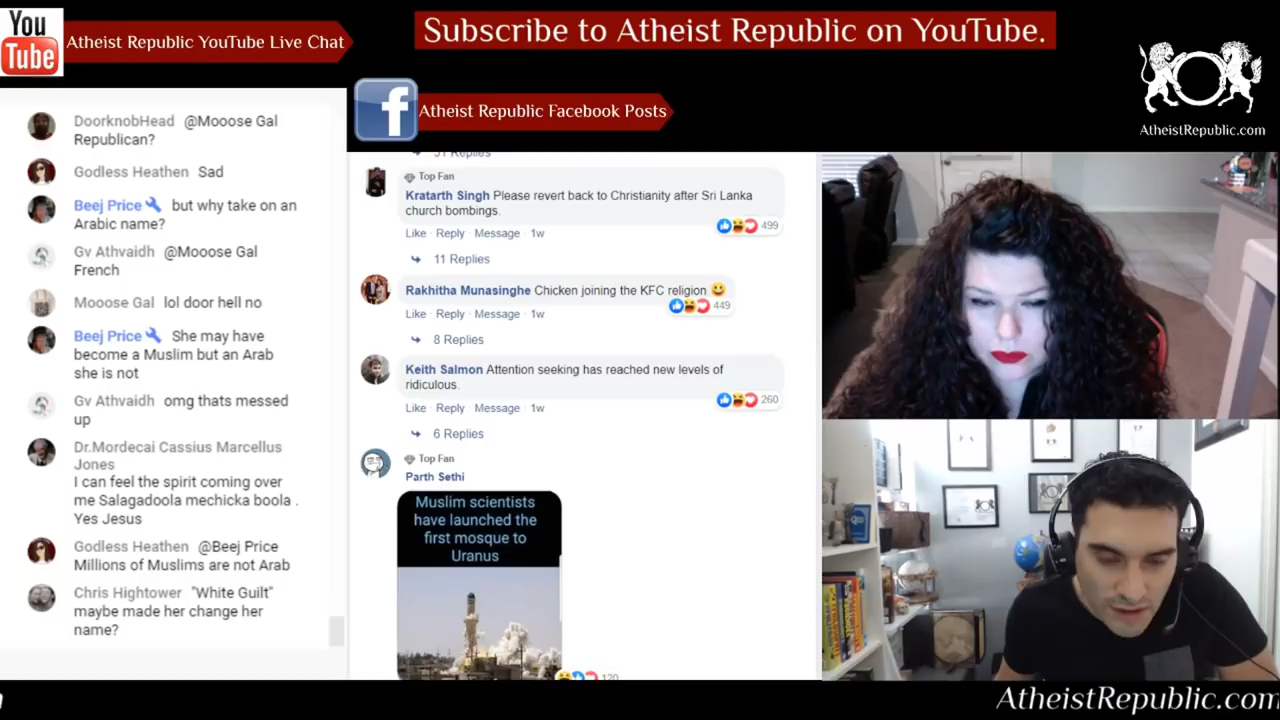 You
Tube
Atheist Republic YouTube Live Chat
Subscribe to Atheist Republic on YouTube.
Atheist Republic Facebook Posts
AtheistRepublic.com
DoorknobHead @Mooose Gal
Republican?
Godless Heathen Sad
Beej Price but why take on an
Arabic name?
Gv Athvaidh @Mooose Gal
French
Mooose Gal lol door hell no
Beej Price She may have
become a Muslim but an Arab
she is not
Gv Athvaidh omg thats messed
up
Dr.Mordecai Cassius Marcellus
Jones
I can feel the spirit coming over
me Salagadoola mechicka boola .
Yes Jesus
Godless Heathen @Beej Price
Millions of Muslims are not Arab
Chris Hightower "White Guilt"
maybe made her change her
name?
Replies
Top Fan
Kratarth Singh Please revert back to Christianity after Sri Lanka
church bombings.
499
Like · Reply · Message · 1w
11 Replies
Rakhitha Munasinghe Chicken joining the KFC religion 😃
449
Like · Reply · Message · 1w
8 Replies
Keith Salmon Attention seeking has reached new levels of
ridiculous.
260
Like · Reply · Message · 1w
6 Replies
Top Fan
Parth Sethi
Muslim scientists
have launched the
first mosque to
Uranus
120
AtheistRepublic.com